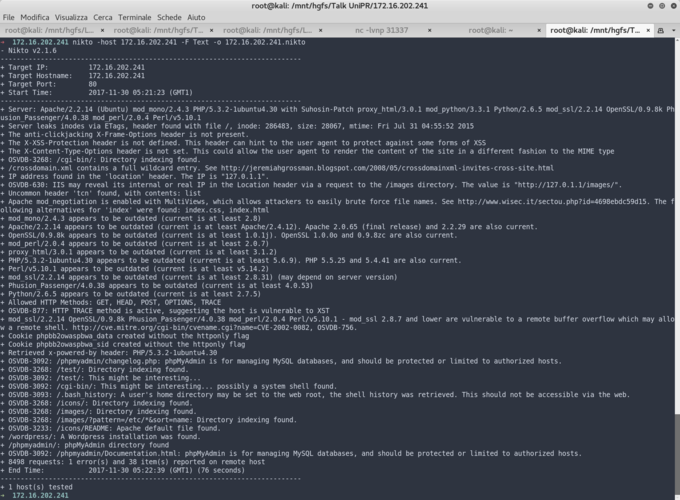 root@kali: /mnt/hgfs/Talk UniPR/172.16.202.241
File Modifica Visualizza Cerca Terminale Schede Aiuto
root@kali: /mnt/hgfs/L... × root@kali: /mnt/hgfs/T... × root@kali: /mnt/hgfs/L... × nc -lvnp 31337 × root@kali: ~ × root@kali: /mnt/hgfs/Tal... ×
172.16.202.241 nikto -host 172.16.202.241 -F Text -o 172.16.202.241.nikto
- Nikto v2.1.6
---------------------------------------------------------------------------
+ Target IP: 172.16.202.241
+ Target Hostname: 172.16.202.241
+ Target Port: 80
+ Start Time: 2017-11-30 05:21:23 (GMT1)
---------------------------------------------------------------------------
+ Server: Apache/2.2.14 (Ubuntu) mod_mono/2.4.3 PHP/5.3.2-1ubuntu4.30 with Suhosin-Patch proxy_html/3.0.1 mod_python/3.3.1 Python/2.6.5 mod_ssl/2.2.14 OpenSSL/0.9.8k Ph
usion_Passenger/4.0.38 mod_perl/2.0.4 Perl/v5.10.1
+ Server leaks inodes via ETags, header found with file /, inode: 286483, size: 28067, mtime: Fri Jul 31 04:55:52 2015
+ The anti-clickjacking X-Frame-Options header is not present.
+ The X-XSS-Protection header is not defined. This header can hint to the user agent to protect against some forms of XSS
+ The X-Content-Type-Options header is not set. This could allow the user agent to render the content of the site in a different fashion to the MIME type
+ OSVDB-3268: /cgi-bin/: Directory indexing found.
+ /crossdomain.xml contains a full wildcard entry. See http://jeremiahgrossman.blogspot.com/2008/05/crossdomainxml-invites-cross-site.html
+ IP address found in the 'location' header. The IP is "127.0.1.1".
+ OSVDB-630: IIS may reveal its internal or real IP in the Location header via a request to the /images directory. The value is "http://127.0.1.1/images/".
+ Uncommon header 'tcn' found, with contents: list
+ Apache mod_negotiation is enabled with MultiViews, which allows attackers to easily brute force file names. See http://www.wisec.it/sectou.php?id=4698ebdc59d15. The f
ollowing alternatives for 'index' were found: index.css, index.html
+ mod_mono/2.4.3 appears to be outdated (current is at least 2.8)
+ Apache/2.2.14 appears to be outdated (current is at least Apache/2.4.12). Apache 2.0.65 (final release) and 2.2.29 are also current.
+ OpenSSL/0.9.8k appears to be outdated (current is at least 1.0.1j). OpenSSL 1.0.0o and 0.9.8zc are also current.
+ mod_perl/2.0.4 appears to be outdated (current is at least 2.0.7)
+ proxy_html/3.0.1 appears to be outdated (current is at least 3.1.2)
+ PHP/5.3.2-1ubuntu4.30 appears to be outdated (current is at least 5.6.9). PHP 5.5.25 and 5.4.41 are also current.
+ Perl/v5.10.1 appears to be outdated (current is at least v5.14.2)
+ mod_ssl/2.2.14 appears to be outdated (current is at least 2.8.31) (may depend on server version)
+ Phusion_Passenger/4.0.38 appears to be outdated (current is at least 4.0.53)
+ Python/2.6.5 appears to be outdated (current is at least 2.7.5)
+ Allowed HTTP Methods: GET, HEAD, POST, OPTIONS, TRACE
+ OSVDB-877: HTTP TRACE method is active, suggesting the host is vulnerable to XST
+ mod_ssl/2.2.14 OpenSSL/0.9.8k Phusion_Passenger/4.0.38 mod_perl/2.0.4 Perl/v5.10.1 - mod_ssl 2.8.7 and lower are vulnerable to a remote buffer overflow which may allo
w a remote shell. http://cve.mitre.org/cgi-bin/cvename.cgi?name=CVE-2002-0082, OSVDB-756.
+ Cookie phpbb2owaspbwa_data created without the httponly flag
+ Cookie phpbb2owaspbwa_sid created without the httponly flag
+ Retrieved x-powered-by header: PHP/5.3.2-1ubuntu4.30
+ OSVDB-3092: /phpmyadmin/changelog.php: phpMyAdmin is for managing MySQL databases, and should be protected or limited to authorized hosts.
+ OSVDB-3268: /test/: Directory indexing found.
+ OSVDB-3092: /test/: This might be interesting...
+ OSVDB-3092: /cgi-bin/: This might be interesting... possibly a system shell found.
+ OSVDB-3093: /.bash_history: A user's home directory may be set to the web root, the shell history was retrieved. This should not be accessible via the web.
+ OSVDB-3268: /icons/: Directory indexing found.
+ OSVDB-3268: /images/: Directory indexing found.
+ OSVDB-3268: /images/?pattern=/etc/*&sort=name: Directory indexing found.
+ OSVDB-3233: /icons/README: Apache default file found.
+ /wordpress/: A Wordpress installation was found.
+ /phpmyadmin/: phpMyAdmin directory found
+ OSVDB-3092: /phpmyadmin/Documentation.html: phpMyAdmin is for managing MySQL databases, and should be protected or limited to authorized hosts.
+ 8498 requests: 1 error(s) and 38 item(s) reported on remote host
+ End Time: 2017-11-30 05:22:39 (GMT1) (76 seconds)
---------------------------------------------------------------------------
+ 1 host(s) tested
172.16.202.241